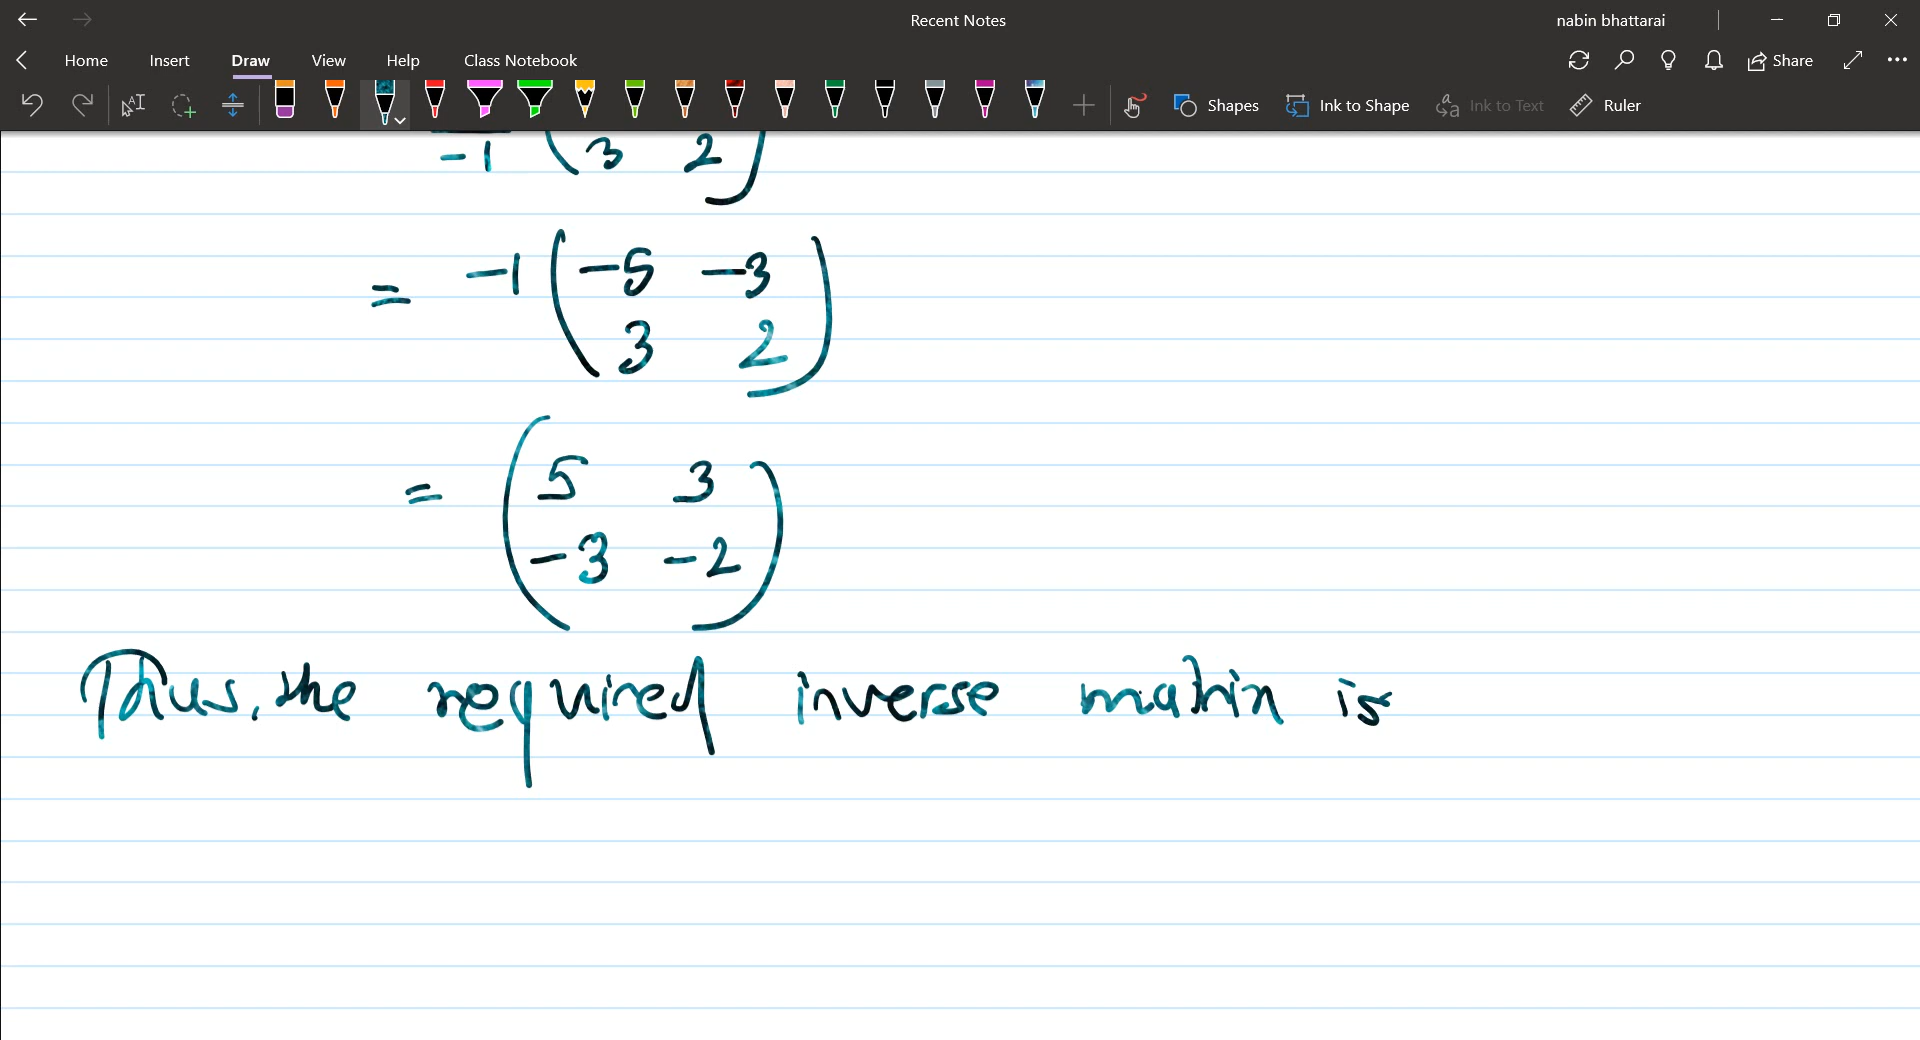 Recent Notes
nabin bhattarai
Home Insert Draw View Help Class Notebook
Share
Shapes Ink to Shape Ink to Text Ruler
-1 ( 3 2 )
= -1 ( -5 -3
3 2 )
= ( 5 3
-3 -2 )
Thus, the required inverse matrix is